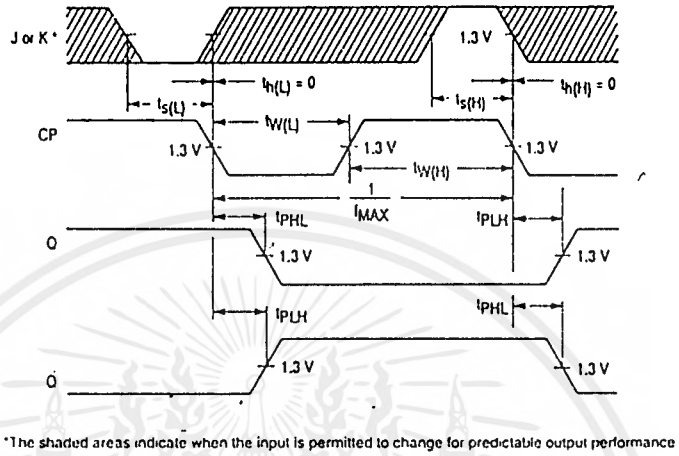 J or K*
1.3 V
th(L) = 0
th(H) = 0
ts(L)
ts(H)
tW(L)
CP
1.3 V
1.3 V
1.3 V
tW(H)
1
fMAX
tPHL
tPLH
Q
1.3 V
1.3 V
tPLH
tPHL
Q
1.3 V
1.3 V
*The shaded areas indicate when the input is permitted to change for predictable output performance